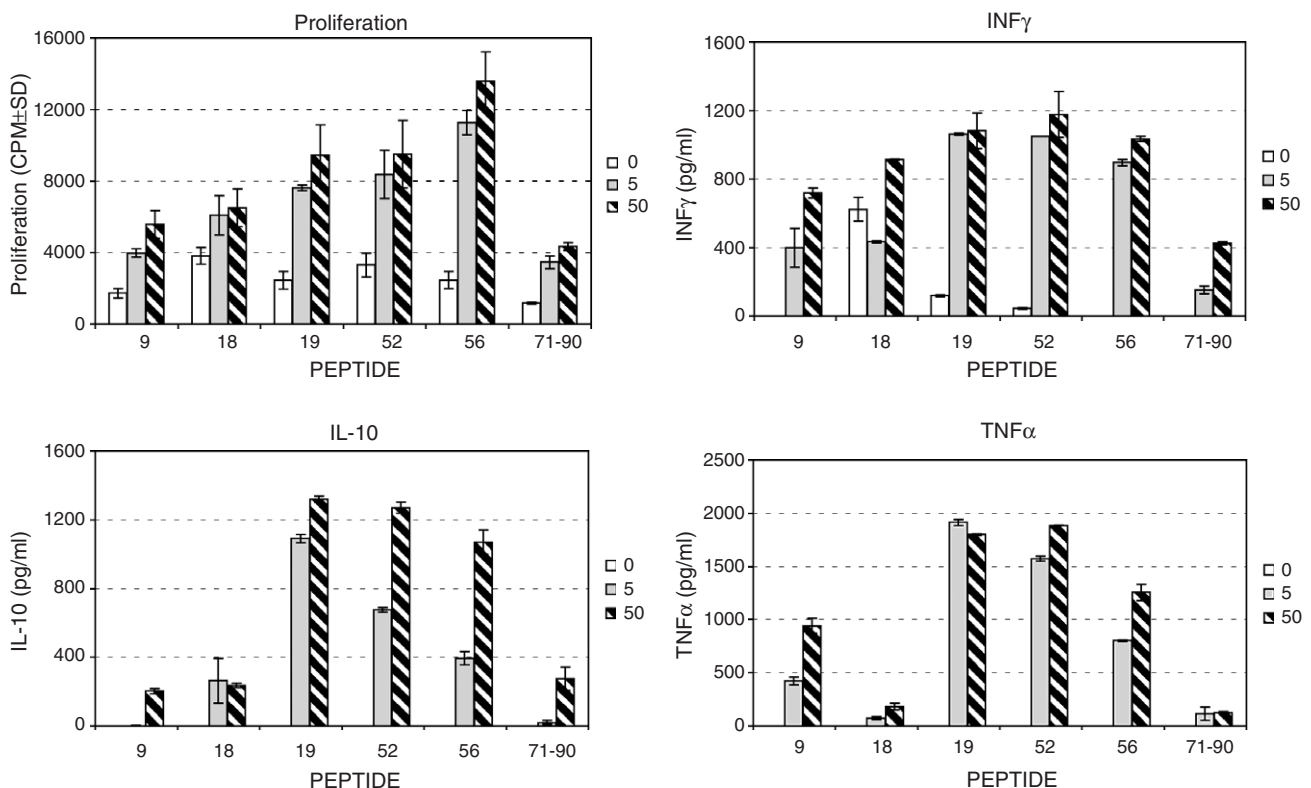 Proliferation
Proliferation (CPM±SD)
16000
12000
8000
4000
0
9 18 19 52 56 71-90
PEPTIDE
0
5
50
INFγ
INFγ (pg/ml)
1600
1200
800
400
0
9 18 19 52 56 71-90
PEPTIDE
0
5
50
IL-10
IL-10 (pg/ml)
1600
1200
800
400
0
9 18 19 52 56 71-90
PEPTIDE
0
5
50
TNFα
TNFα (pg/ml)
2500
2000
1500
1000
500
0
9 18 19 52 56 71-90
PEPTIDE
0
5
50